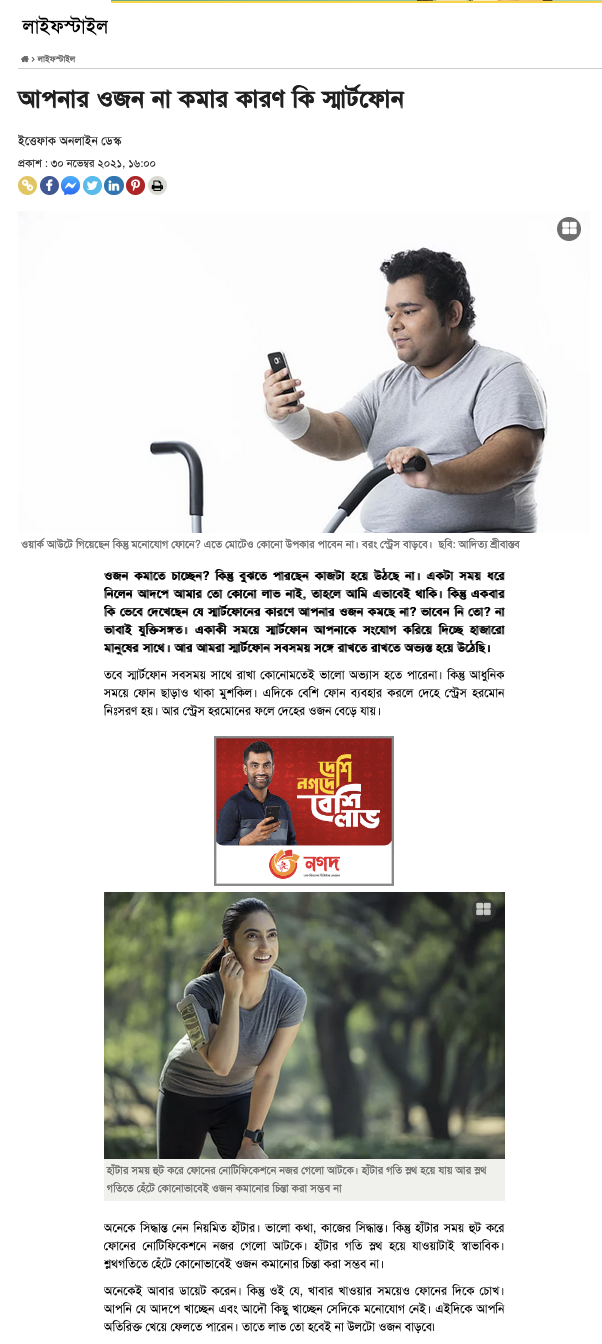 লাইফস্টাইল
লাইফস্টাইল
আপনার ওজন না কমার কারণ কি স্মার্টফোন
ইত্তেফাক অনলাইন ডেস্ক
প্রকাশ : ৩০ নভেম্বর ২০২১, ১৬:০০
ওয়ার্ক আউটে গিয়েছেন কিন্তু মনোযোগ ফোনে? এতে মোটেও কোনো উপকার পাবেন না। বরং স্ট্রেস বাড়বে। ছবি: আদিত্য শ্রীবাস্তব
ওজন কমাতে চাচ্ছেন? কিন্তু বুঝতে পারছেন কাজটা হয়ে উঠছে না। একটা সময় ধরে
নিলেন আদপে আমার তো কোনো লাভ নাই, তাহলে আমি এভাবেই থাকি। কিন্তু একবার
কি ভেবে দেখেছেন যে স্মার্টফোনের কারণে আপনার ওজন কমছে না? ভাবেন নি তো? না
ভাবাই যুক্তিসঙ্গত। একাকী সময়ে স্মার্টফোন আপনাকে সংযোগ করিয়ে দিচ্ছে হাজারো
মানুষের সাথে। আর আমরা স্মার্টফোন সবসময় সঙ্গে রাখতে রাখতে অভ্যস্ত হয়ে উঠেছি।
তবে স্মার্টফোন সবসময় সাথে রাখা কোনোমতেই ভালো অভ্যাস হতে পারেনা। কিন্তু আধুনিক
সময়ে ফোন ছাড়াও থাকা মুশকিল। এদিকে বেশি ফোন ব্যবহার করলে দেহে স্ট্রেস হরমোন
নিঃসরণ হয়। আর স্ট্রেস হরমোনের ফলে দেহের ওজন বেড়ে যায়।
দেশি
নগদে
বেশি
লাভ
নগদ
হাঁটার সময় হুট করে ফোনের নোটিফিকেশনে নজর গেলো আটকে। হাঁটার গতি স্লথ হয়ে যায় আর স্লথ
গতিতে হেঁটে কোনোভাবেই ওজন কমানোর চিন্তা করা সম্ভব না
অনেকে সিদ্ধান্ত নেন নিয়মিত হাঁটার। ভালো কথা, কাজের সিদ্ধান্ত। কিন্তু হাঁটার সময় হুট করে
ফোনের নোটিফিকেশনে নজর গেলো আটকে। হাঁটার গতি স্লথ হয়ে যাওয়াটাই স্বাভাবিক।
শ্লথগতিতে হেঁটে কোনোভাবেই ওজন কমানোর চিন্তা করা সম্ভব না।
অনেকেই আবার ডায়েট করেন। কিন্তু ওই যে, খাবার খাওয়ার সময়েও ফোনের দিকে চোখ।
আপনি যে আদপে খাচ্ছেন এবং আদৌ কিছু খাচ্ছেন সেদিকে মনোযোগ নেই। এইদিকে আপনি
অতিরিক্ত খেয়ে ফেলতে পারেন। তাতে লাভ তো হবেই না উলটো ওজন বাড়বে।